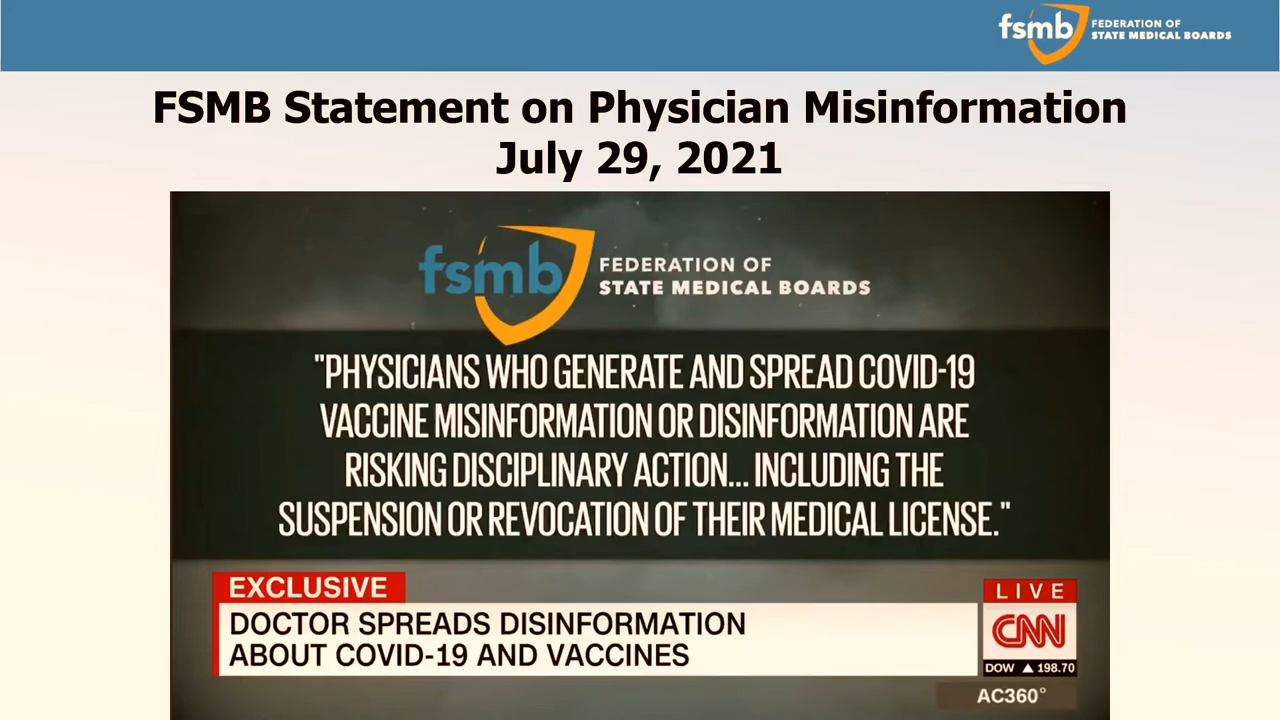 fsmb FEDERATION OF
STATE MEDICAL BOARDS
FSMB Statement on Physician Misinformation
July 29, 2021
fsmb FEDERATION OF
STATE MEDICAL BOARDS
"PHYSICIANS WHO GENERATE AND SPREAD COVID-19
VACCINE MISINFORMATION OR DISINFORMATION ARE
RISKING DISCIPLINARY ACTION... INCLUDING THE
SUSPENSION OR REVOCATION OF THEIR MEDICAL LICENSE."
EXCLUSIVE
DOCTOR SPREADS DISINFORMATION
ABOUT COVID-19 AND VACCINES
LIVE
CNN
DOW ▲ 198.70
AC360°